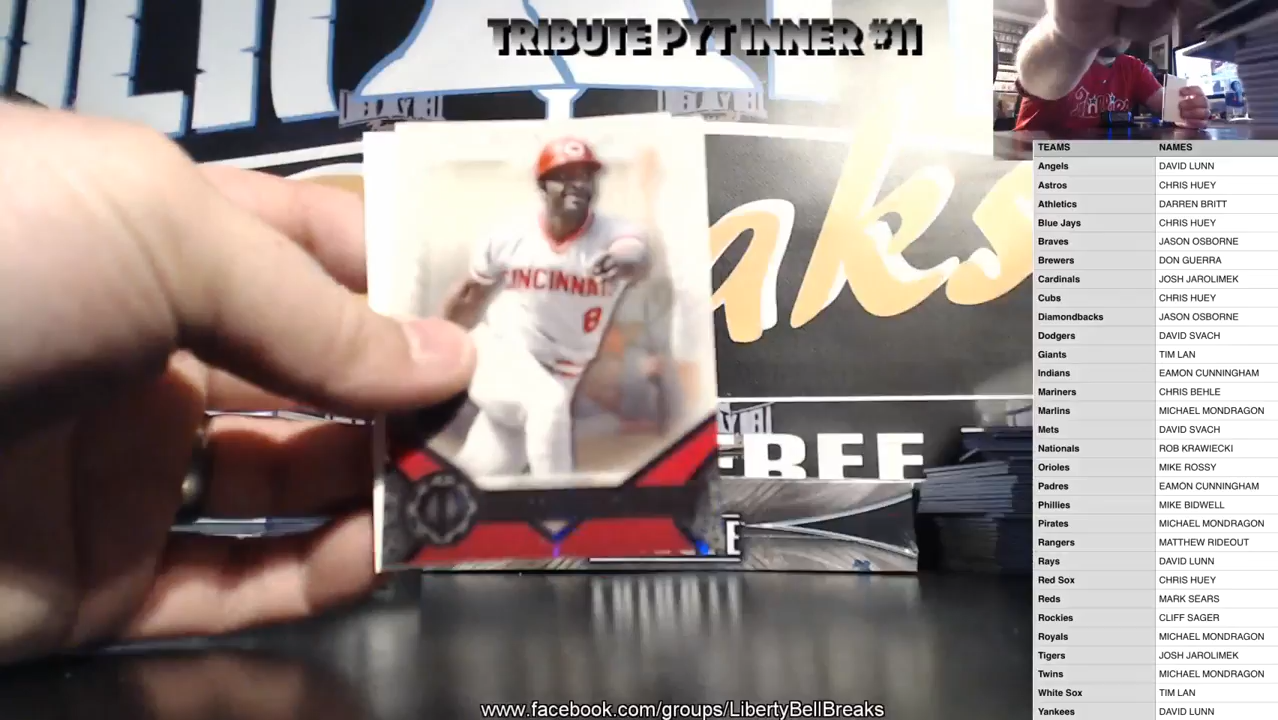 TRIBUTE PYT INNER #11
aks
CINCINNATI
8
FREE
TEAMS NAMES
Angels DAVID LUNN
Astros CHRIS HUEY
Athletics DARREN BRITT
Blue Jays CHRIS HUEY
Braves JASON OSBORNE
Brewers DON GUERRA
Cardinals JOSH JAROLIMEK
Cubs CHRIS HUEY
Diamondbacks JASON OSBORNE
Dodgers DAVID SVACH
Giants TIM LAN
Indians EAMON CUNNINGHAM
Mariners CHRIS BEHLE
Marlins MICHAEL MONDRAGON
Mets DAVID SVACH
Nationals ROB KRAWIECKI
Orioles MIKE ROSSY
Padres EAMON CUNNINGHAM
Phillies MIKE BIDWELL
Pirates MICHAEL MONDRAGON
Rangers MATTHEW RIDEOUT
Rays DAVID LUNN
Red Sox CHRIS HUEY
Reds MARK SEARS
Rockies CLIFF SAGER
Royals MICHAEL MONDRAGON
Tigers JOSH JAROLIMEK
Twins MICHAEL MONDRAGON
White Sox TIM LAN
Yankees DAVID LUNN
www.facebook.com/groups/LibertyBellBreaks